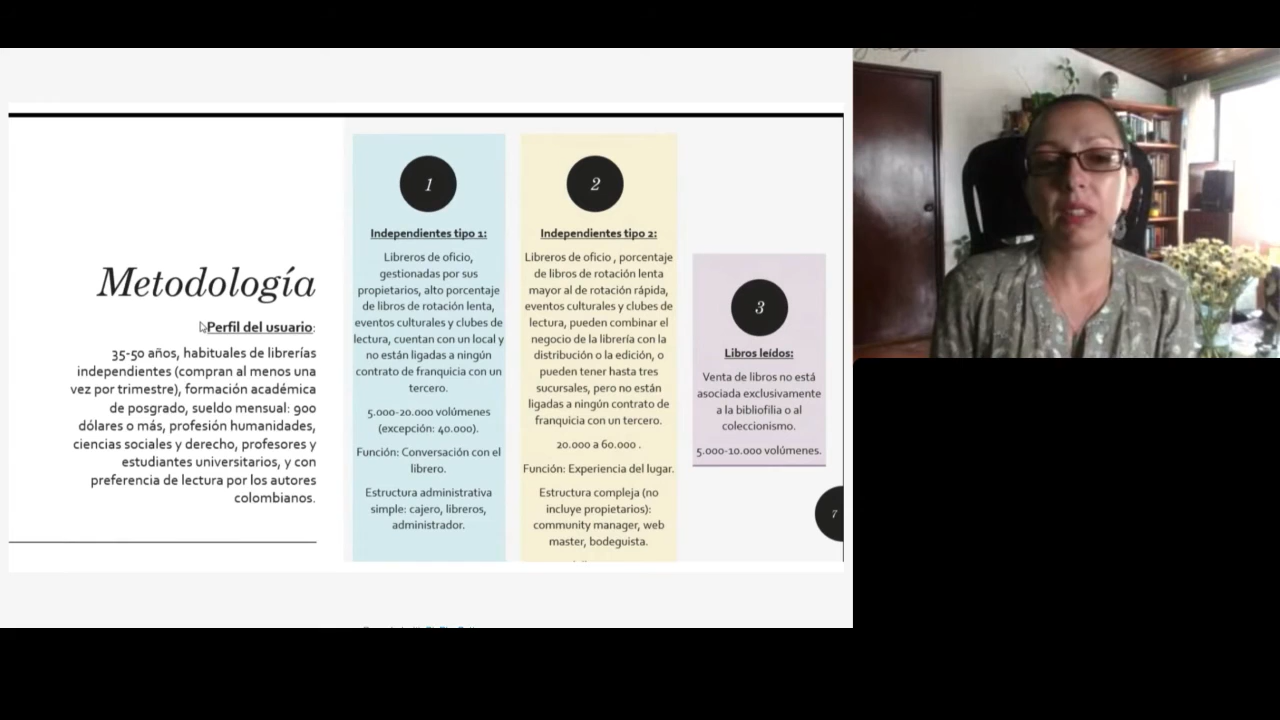 Metodología
Perfil del usuario:
35-50 años, habituales de librerías
independientes (compran al menos una
vez por trimestre), formación académica
de posgrado, sueldo mensual: 900
dólares o más, profesión humanidades,
ciencias sociales y derecho, profesores y
estudiantes universitarios, y con
preferencia de lectura por los autores
colombianos.
1
Independientes tipo 1:
Libreros de oficio,
gestionadas por sus
propietarios, alto porcentaje
de libros de rotación lenta,
eventos culturales y clubes de
lectura, cuentan con un local y
no están ligadas a ningún
contrato de franquicia con un
tercero.
5.000-20.000 volúmenes
(excepción: 40.000).
Función: Conversación con el
librero.
Estructura administrativa
simple: cajero, libreros,
administrador.
2
Independientes tipo 2:
Libreros de oficio , porcentaje
de libros de rotación lenta
mayor al de rotación rápida,
eventos culturales y clubes de
lectura, pueden combinar el
negocio de la librería con la
distribución o la edición, o
pueden tener hasta tres
sucursales, pero no están
ligadas a ningún contrato de
franquicia con un tercero.
20.000 a 60.000 .
Función: Experiencia del lugar.
Estructura compleja (no
incluye propietarios):
community manager, web
master, bodeguista.
3
Libros leídos:
Venta de libros no está
asociada exclusivamente
a la bibliofilia o al
coleccionismo.
5.000-10.000 volúmenes.
7